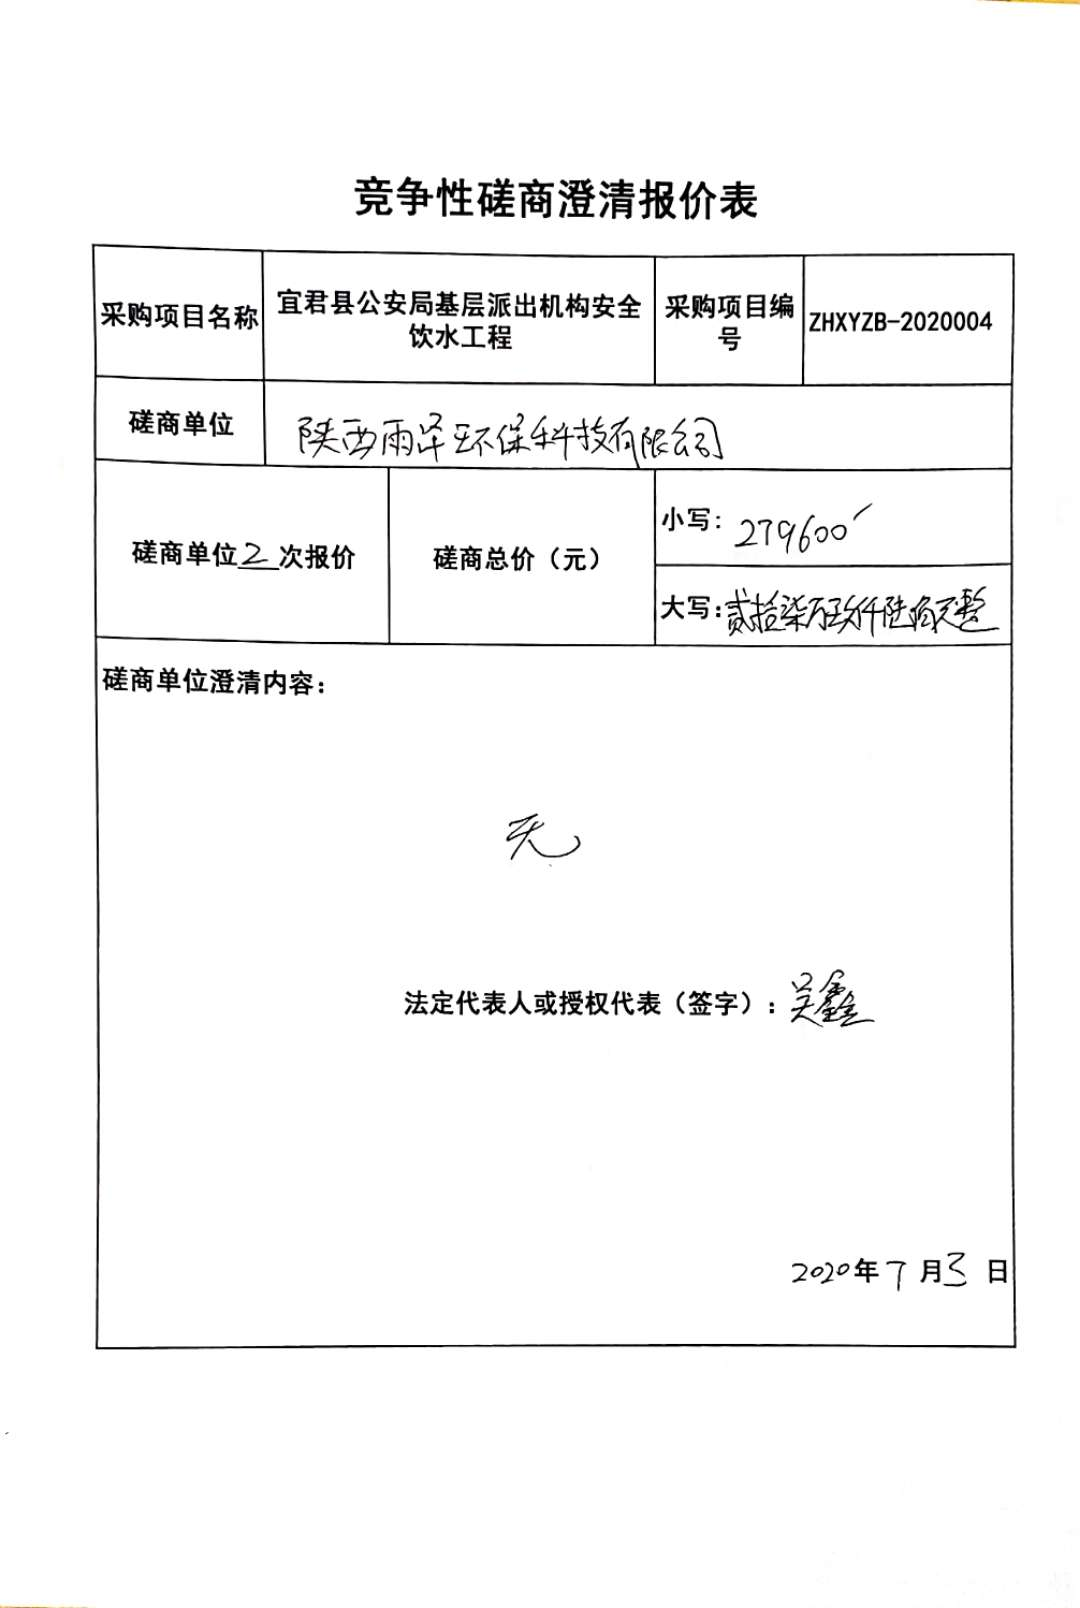 竞争性磋商澄清报价表
采购项目名称
宜君县公安局基层派出机构安全
饮水工程
采购项目编
号
ZHXYZB-2020004
磋商单位
陕西雨泽环保科技有限公司
磋商单位2次报价
磋商总价（元）
小写：279600
大写：贰拾柒万玖仟陆佰元整
磋商单位澄清内容：
无
法定代表人或授权代表（签字）：吴鑫
2020年7月3日